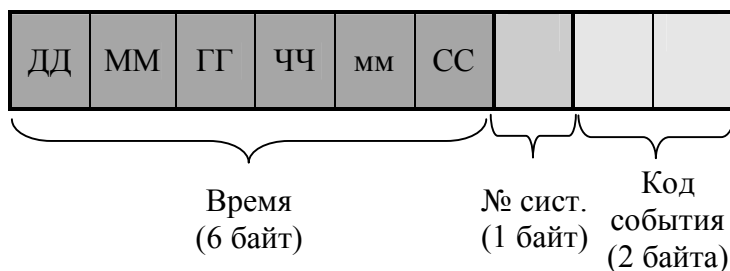 ДД ММ ГГ ЧЧ мм СС
Время
(6 байт)
№ сист.
(1 байт)
Код
события
(2 байта)